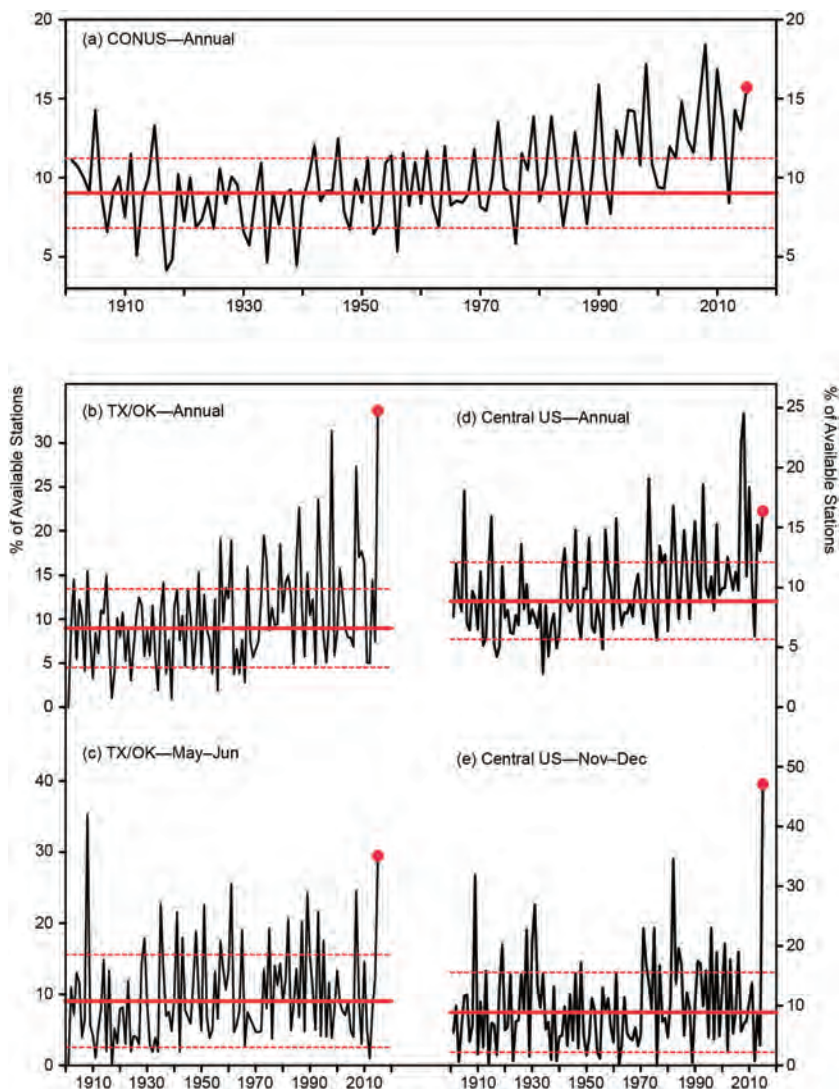 20 20
(a) CONUS—Annual
15 15
10 10
5 5
1910 1930 1950 1970 1990 2010
% of Available Stations
(b) TX/OK—Annual
30
25
20
15
10
5
0
(d) Central US—Annual
25
20
15
10
5
0
% of Available Stations
(c) TX/OK—May–Jun
40
30
20
10
0
1910 1930 1950 1970 1990 2010
(e) Central US—Nov–Dec
50
40
30
20
10
0
1910 1930 1950 1970 1990 2010